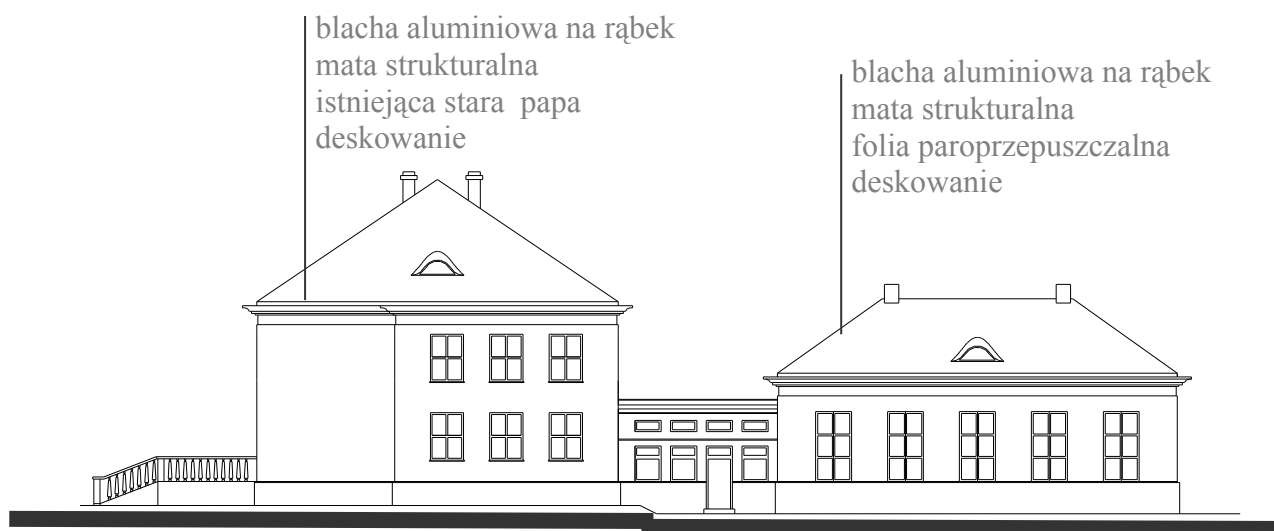 blacha aluminiowa na rąbek
mata strukturalna
istniejąca stara papa
deskowanie
blacha aluminiowa na rąbek
mata strukturalna
folia paroprzepuszczalna
deskowanie